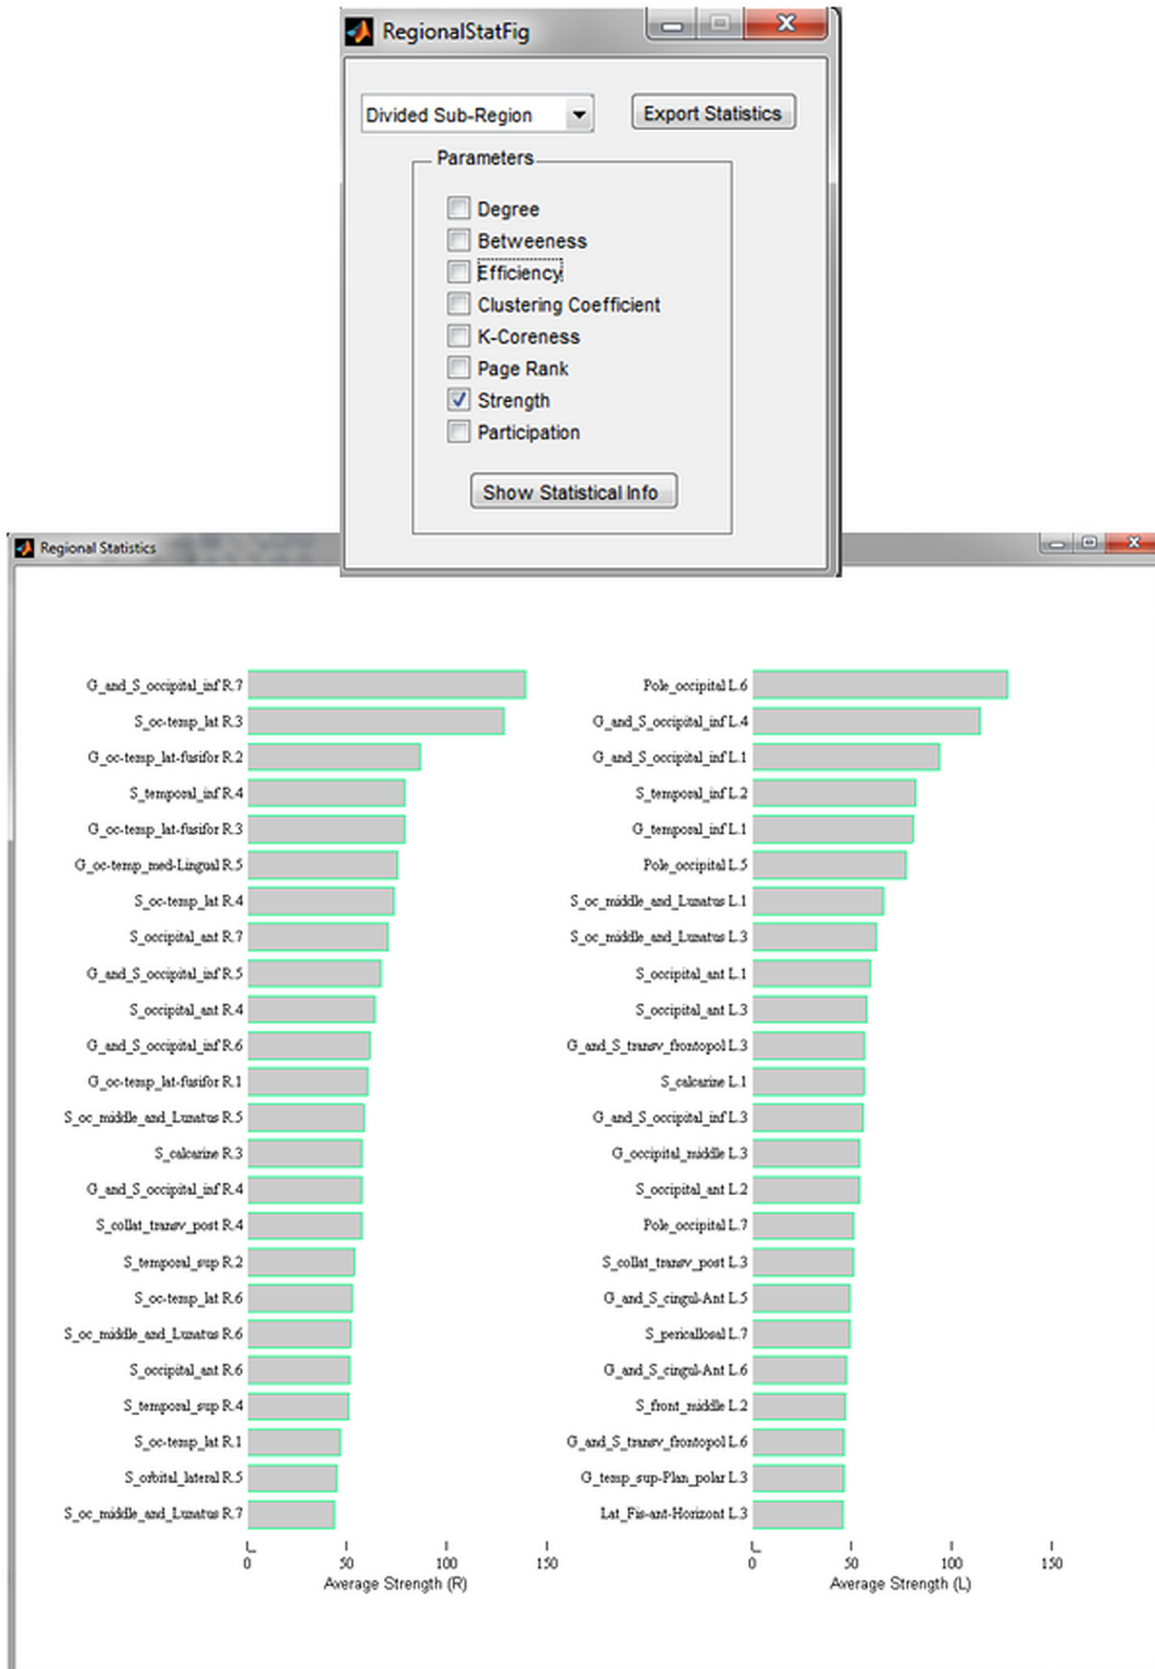 RegionalStatFig
Divided Sub-Region
Export Statistics
Parameters
Degree
Betweeness
Efficiency
Clustering Coefficient
K-Coreness
Page Rank
Strength
Participation
Show Statistical Info
Regional Statistics
G_and_S_occipital_inf R.7
S_oc-temp_lat R.3
G_oc-temp_lat-fusifor R.2
S_temporal_inf R.4
G_oc-temp_lat-fusifor R.3
G_oc-temp_med-Lingual R.5
S_oc-temp_lat R.4
S_occipital_ant R.7
G_and_S_occipital_inf R.5
S_occipital_ant R.4
G_and_S_occipital_inf R.6
G_oc-temp_lat-fusifor R.1
S_oc_middle_and_Lunatus R.5
S_calcarine R.3
G_and_S_occipital_inf R.4
S_collat_transv_post R.4
S_temporal_sup R.2
S_oc-temp_lat R.6
S_oc_middle_and_Lunatus R.6
S_occipital_ant R.6
S_temporal_sup R.4
S_oc-temp_lat R.1
S_orbital_lateral R.5
S_oc_middle_and_Lunatus R.7
0 50 100 150
Average Strength (R)
Pole_occipital L.6
G_and_S_occipital_inf L.4
G_and_S_occipital_inf L.1
S_temporal_inf L.2
G_temporal_inf L.1
Pole_occipital L.5
S_oc_middle_and_Lunatus L.1
S_oc_middle_and_Lunatus L.3
S_occipital_ant L.1
S_occipital_ant L.3
G_and_S_transv_frontopol L.3
S_calcarine L.1
G_and_S_occipital_inf L.3
G_occipital_middle L.3
S_occipital_ant L.2
Pole_occipital L.7
S_collat_transv_post L.3
G_and_S_cingul-Ant L.5
S_pericallosal L.7
G_and_S_cingul-Ant L.6
S_front_middle L.2
G_and_S_transv_frontopol L.6
G_temp_sup-Plan_polar L.3
Lat_Fis-ant-Horizont L.3
0 50 100 150
Average Strength (L)